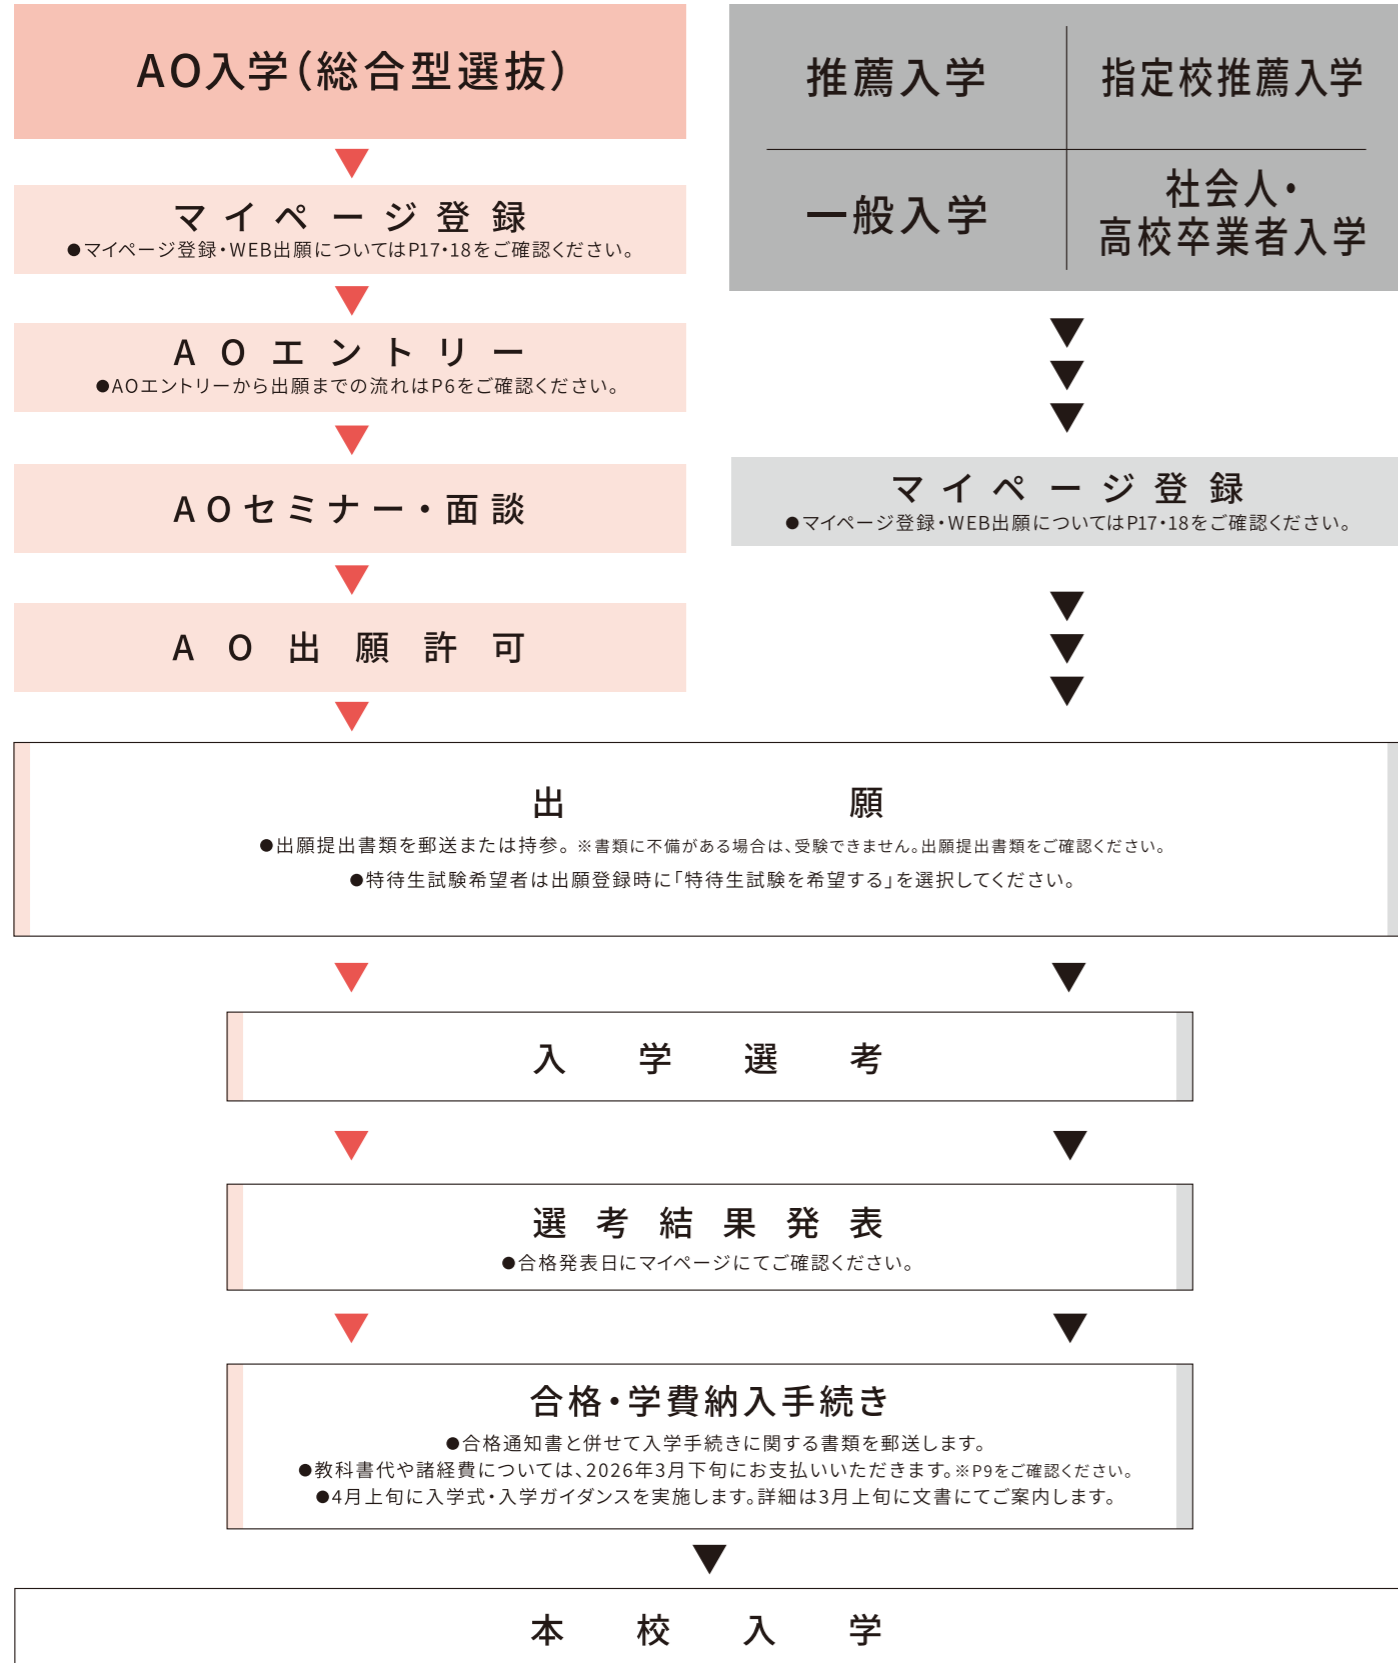 AO入学(総合型選抜)
マイページ登録
●マイページ登録・WEB出願についてはP17・18をご確認ください。
AOエントリー
●AOエントリーから出願までの流れはP6をご確認ください。
AOセミナー・面談
AO出願許可
推薦入学
指定校推薦入学
一般入学
社会人・
高校卒業者入学
マイページ登録
●マイページ登録・WEB出願についてはP17・18をご確認ください。
出願
●出願提出書類を郵送または持参。※書類に不備がある場合は、受験できません。出願提出書類をご確認ください。
●特待生試験希望者は出願登録時に「特待生試験を希望する」を選択してください。
入学選考
選考結果発表
●合格発表日にマイページにてご確認ください。
合格・学費納入手続き
●合格通知書と併せて入学手続きに関する書類を郵送します。
●教科書代や諸経費については、2026年3月下旬にお支払いいただきます。※P9をご確認ください。
●4月上旬に入学式・入学ガイダンスを実施します。詳細は3月上旬に文書にてご案内します。
本校入学